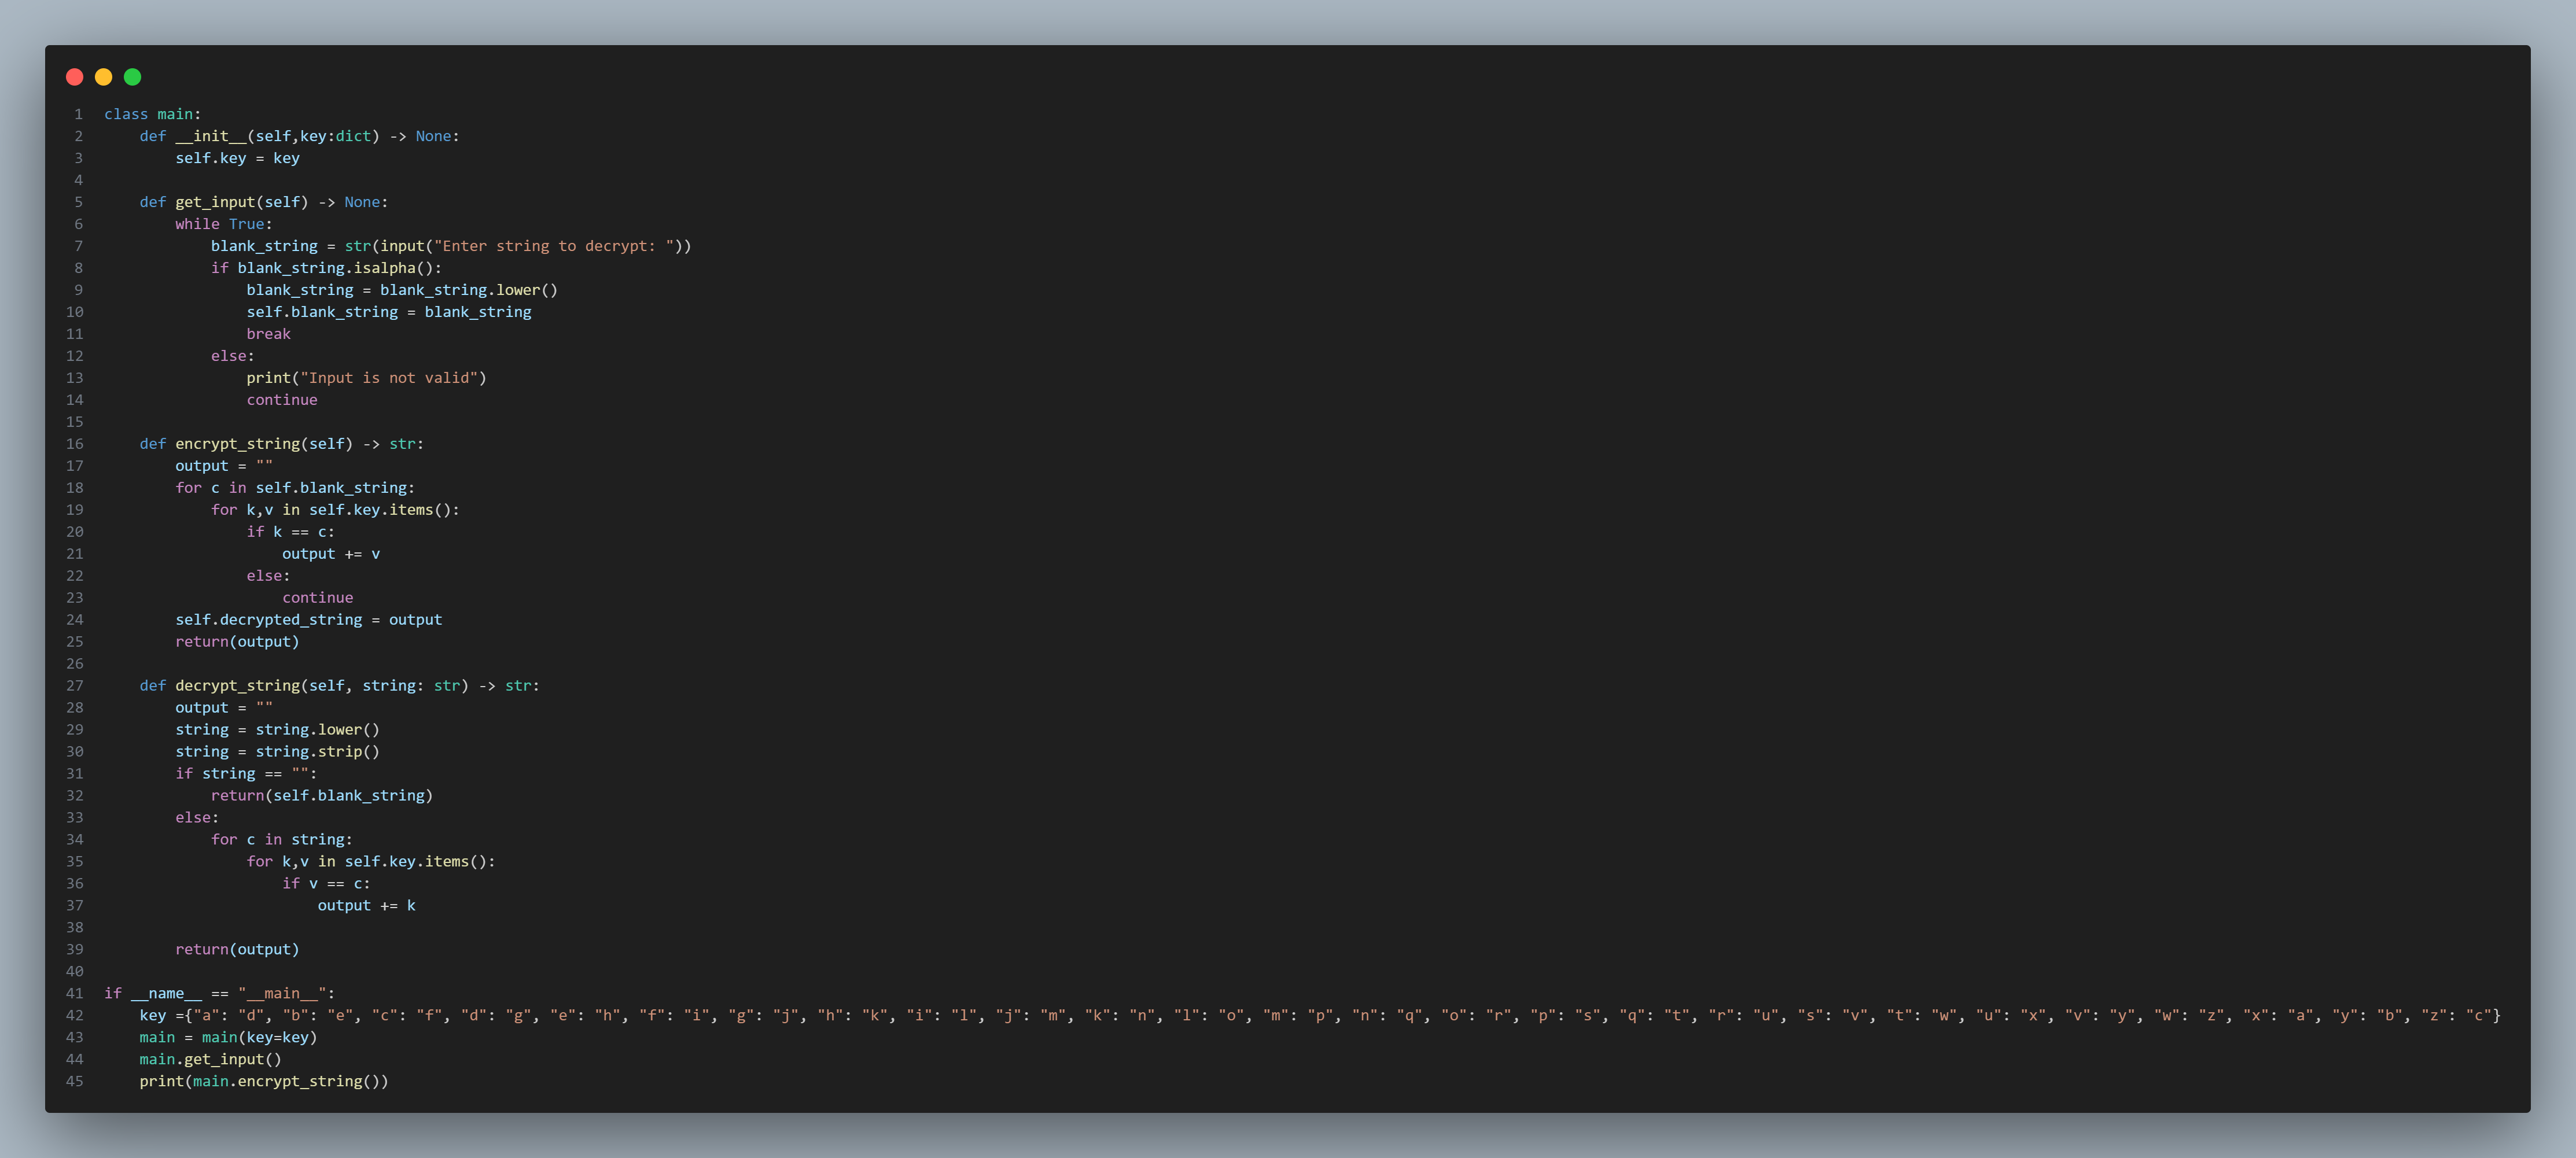 1 class main:
2     def __init__(self,key:dict) -> None:
3         self.key = key
4
5     def get_input(self) -> None:
6         while True:
7             blank_string = str(input("Enter string to decrypt: "))
8             if blank_string.isalpha():
9                 blank_string = blank_string.lower()
10                 self.blank_string = blank_string
11                 break
12             else:
13                 print("Input is not valid")
14                 continue
15
16     def encrypt_string(self) -> str:
17         output = ""
18         for c in self.blank_string:
19             for k,v in self.key.items():
20                 if k == c:
21                     output += v
22                 else:
23                     continue
24         self.decrypted_string = output
25         return(output)
26
27     def decrypt_string(self, string: str) -> str:
28         output = ""
29         string = string.lower()
30         string = string.strip()
31         if string == "":
32             return(self.blank_string)
33         else:
34             for c in string:
35                 for k,v in self.key.items():
36                     if v == c:
37                         output += k
38
39         return(output)
40
41 if __name__ == "__main__":
42     key ={"a": "d", "b": "e", "c": "f", "d": "g", "e": "h", "f": "i", "g": "j", "h": "k", "i": "l", "j": "m", "k": "n", "l": "o", "m": "p", "n": "q", "o": "r", "p": "s", "q": "t", "r": "u", "s": "v", "t": "w", "u": "x", "v": "y", "w": "z", "x": "a", "y": "b", "z": "c"}
43     main = main(key=key)
44     main.get_input()
45     print(main.encrypt_string())